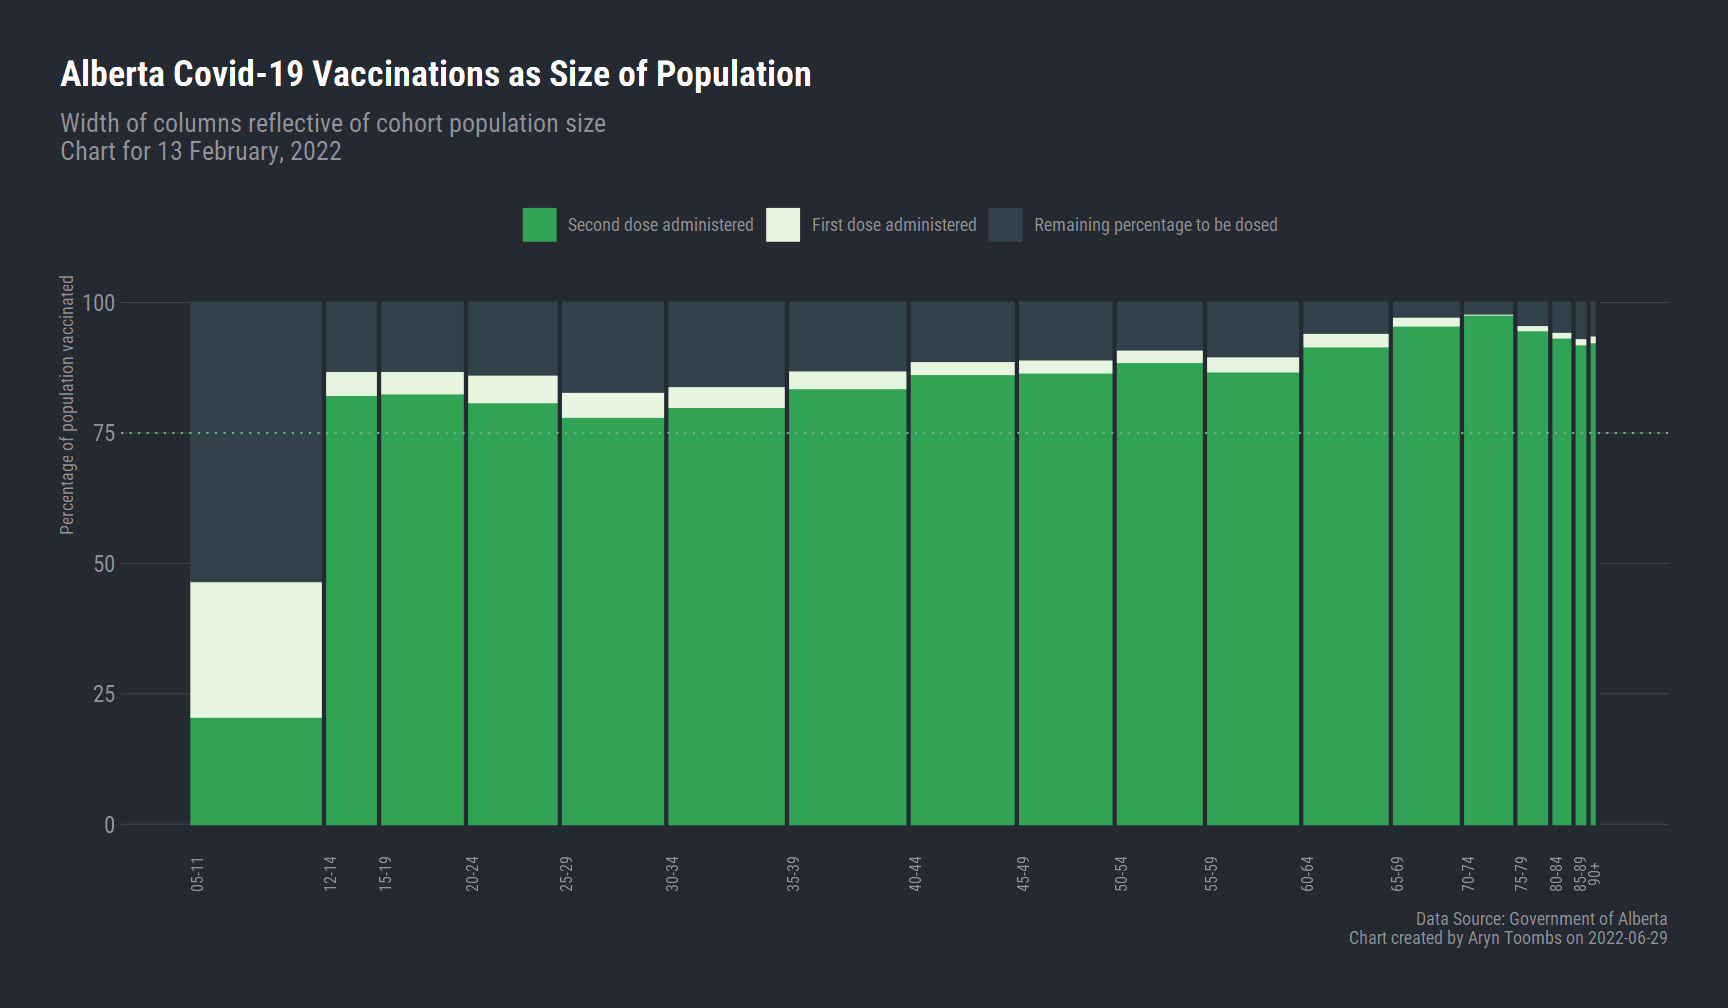 Alberta Covid-19 Vaccinations as Size of Population
Width of columns reflective of cohort population size
Chart for 13 February, 2022
Second dose administered
First dose administered
Remaining percentage to be dosed
Percentage of population vaccinated
100
75
50
25
0
05-11
12-14
15-19
20-24
25-29
30-34
35-39
40-44
45-49
50-54
55-59
60-64
65-69
70-74
75-79
80-84
85-89
90+
Data Source: Government of Alberta
Chart created by Aryn Toombs on 2022-06-29